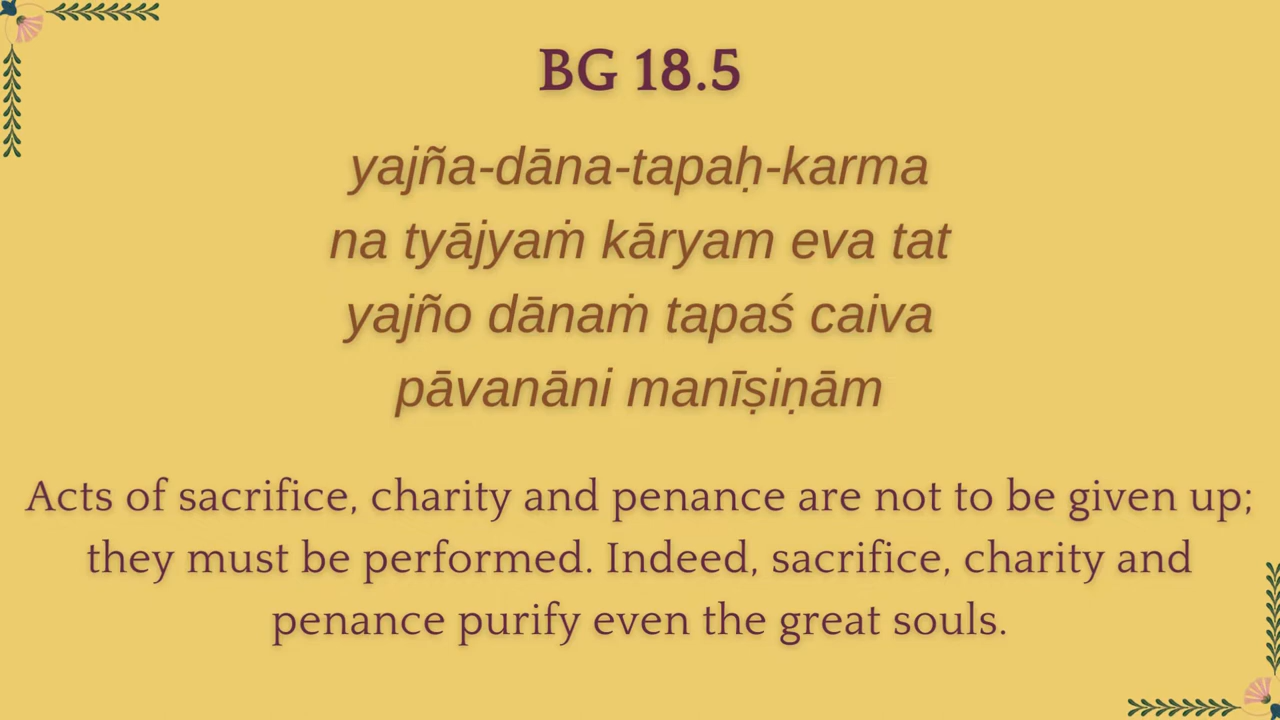 BG 18.5
yajña-dāna-tapaḥ-karma
na tyājyaṁ kāryam eva tat
yajño dānaṁ tapaś caiva
pāvanāni manīṣiṇām
Acts of sacrifice, charity and penance are not to be given up;
they must be performed. Indeed, sacrifice, charity and
penance purify even the great souls.